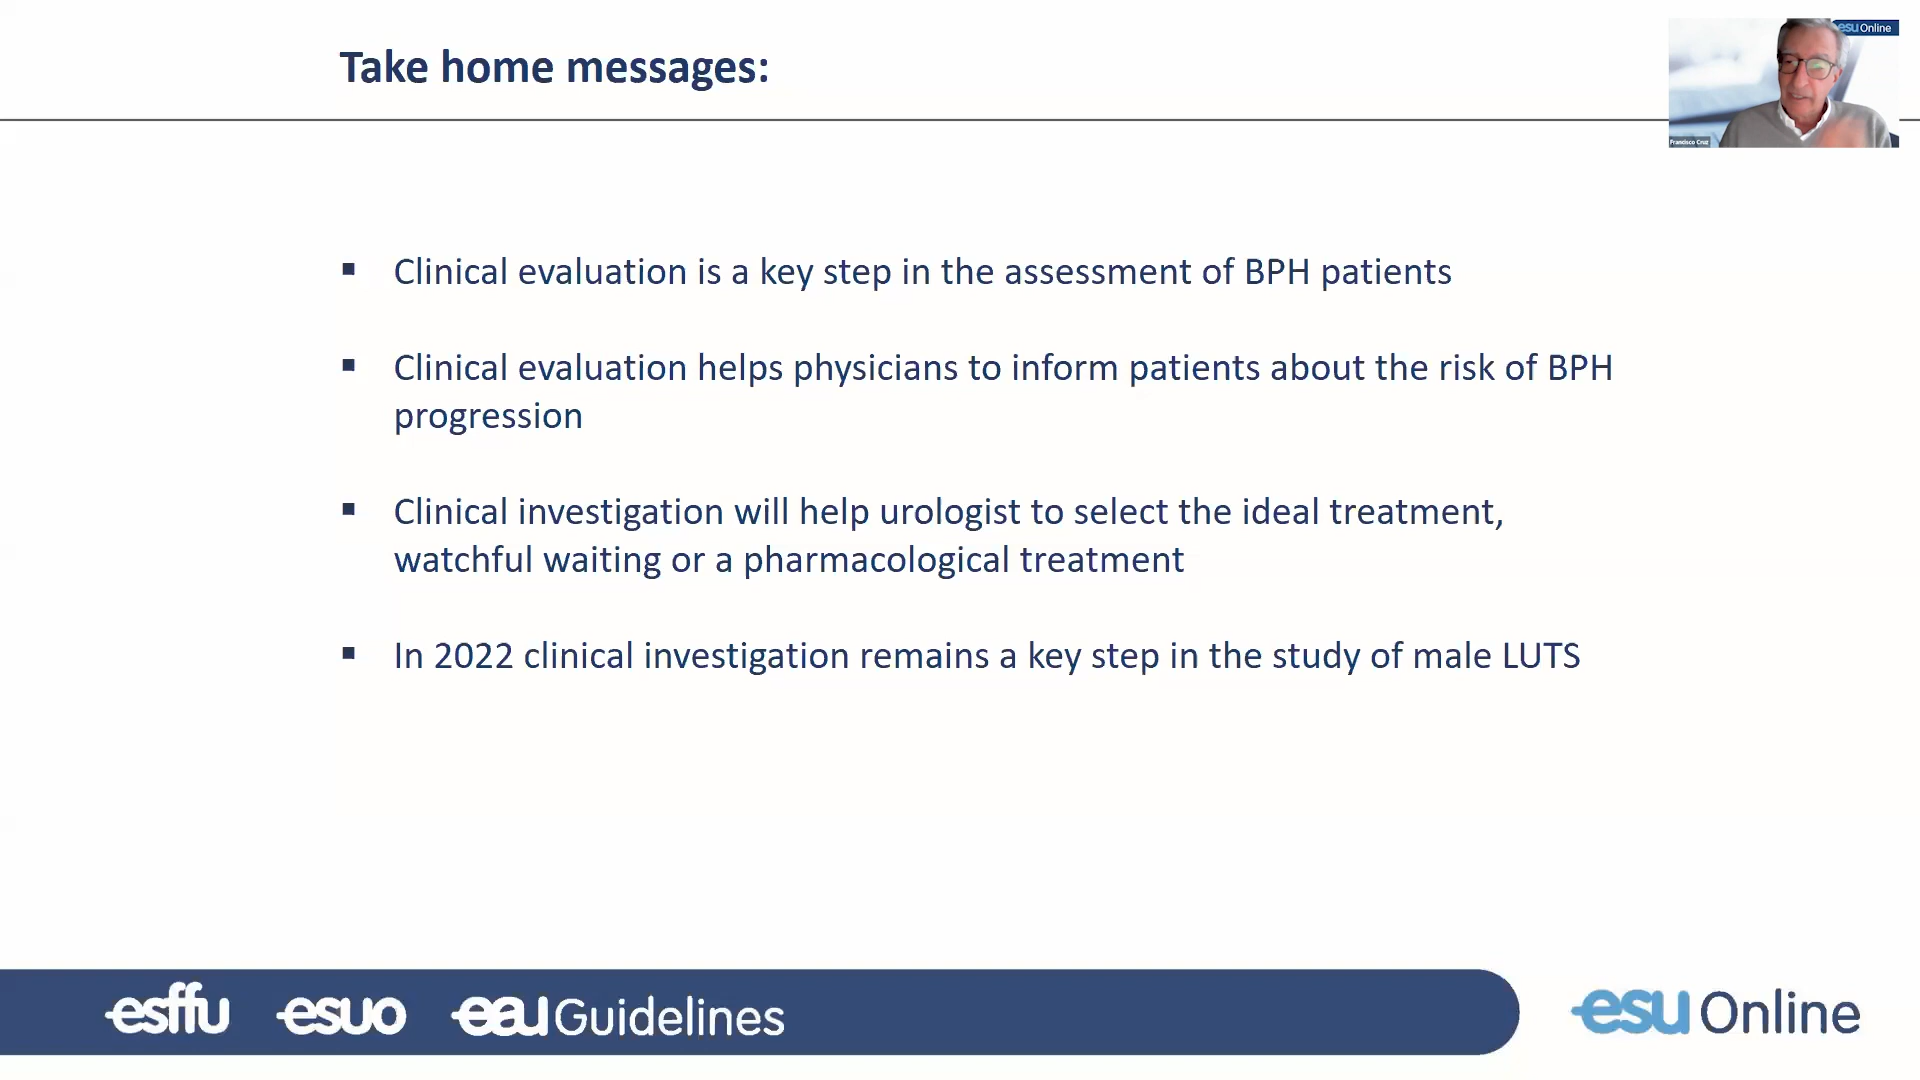 Take home messages:
esu Online
Francisco Cruz
▪ Clinical evaluation is a key step in the assessment of BPH patients
▪ Clinical evaluation helps physicians to inform patients about the risk of BPH
progression
▪ Clinical investigation will help urologist to select the ideal treatment,
watchful waiting or a pharmacological treatment
▪ In 2022 clinical investigation remains a key step in the study of male LUTS
esffu esuo eau Guidelines
esu Online